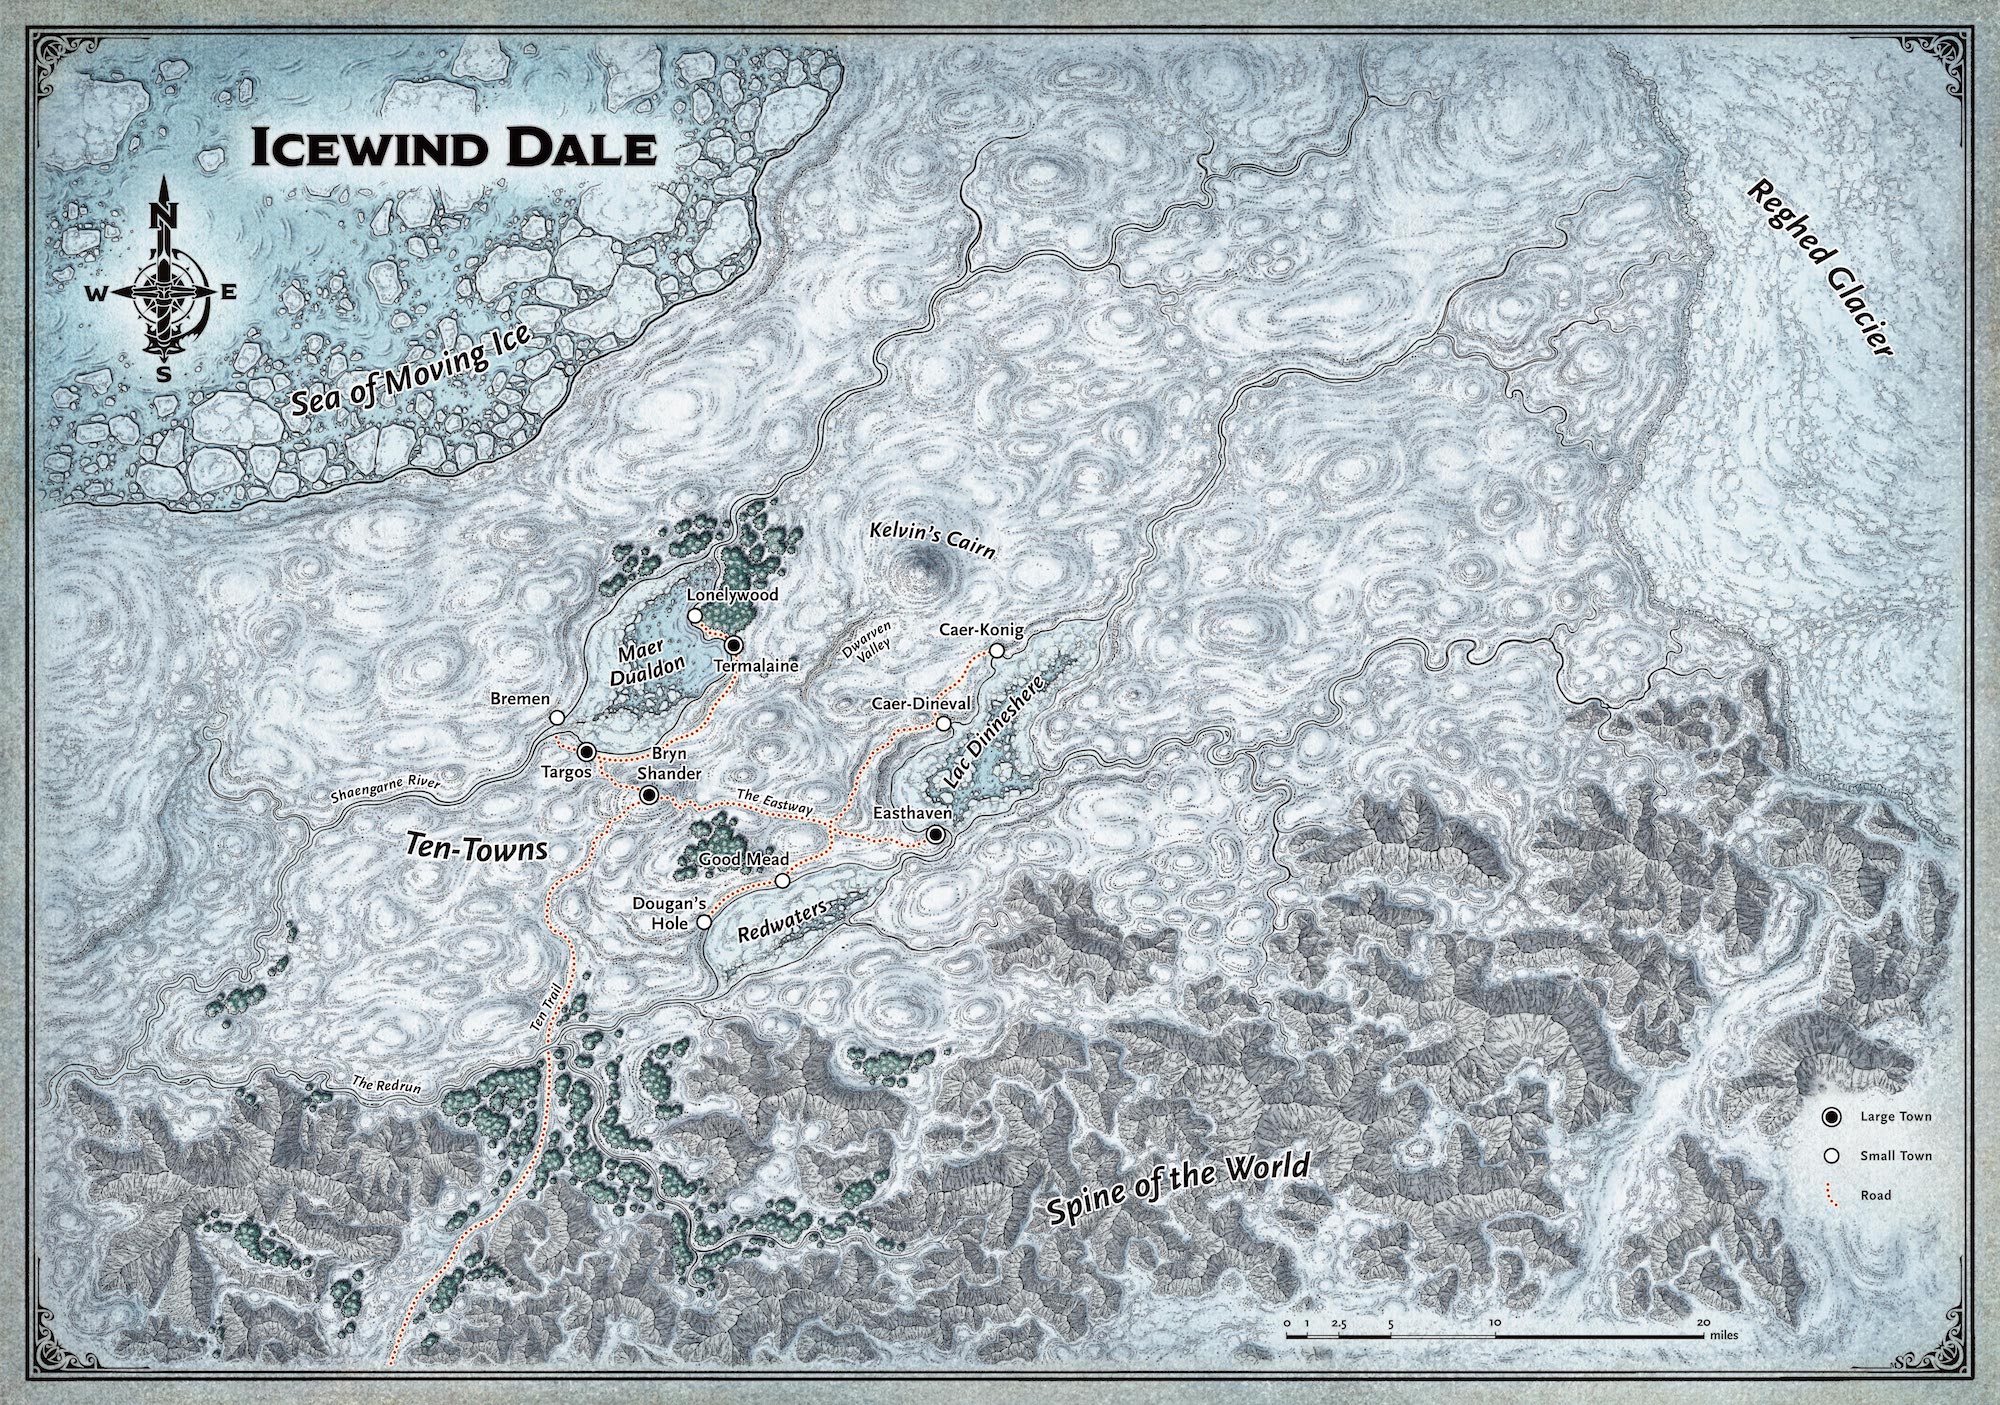 ICEWIND DALE
N
W
E
S
Sea of Moving Ice
Reghed Glacier
Kelvin's Cairn
Lonelywood
Maer
Dualdon
Termalaine
Dwarven
Valley
Caer-Konig
Bremen
Caer-Dineval
Lac Dinneshere
Targos
Bryn
Shander
Shaengarne River
The Eastway
Easthaven
Ten-Towns
Good Mead
Dougan's
Hole
Redwaters
Ten Trail
The Redrun
Spine of the World
Large Town
Small Town
Road
0 1 2.5 5 10 20
miles